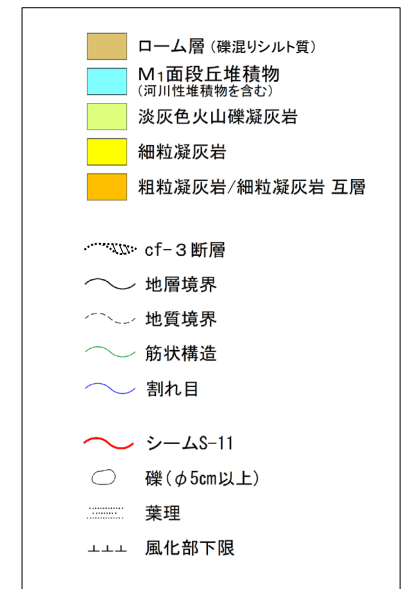 ローム層(礫混りシルト質)
M1面段丘堆積物
(河川性堆積物を含む)
淡灰色火山礫凝灰岩
細粒凝灰岩
粗粒凝灰岩/細粒凝灰岩 互層
cf-3断層
地層境界
地質境界
筋状構造
割れ目
シームS-11
礫(φ5cm以上)
葉理
風化部下限